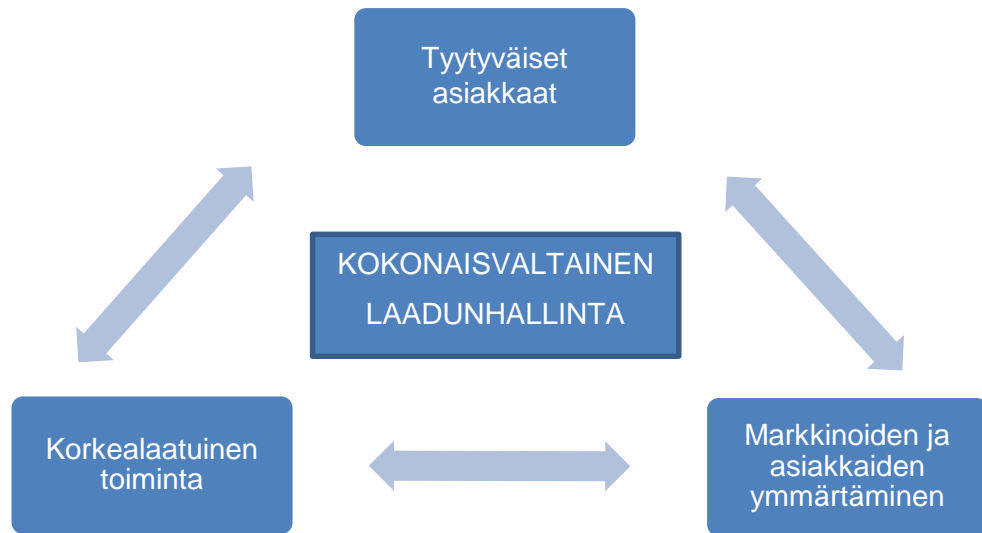 Tyytyväiset
asiakkaat
KOKONAISVALTAINEN
LAADUNHALLINTA
Korkealaatuinen
toiminta
Markkinoiden ja
asiakkaiden
ymmärtäminen